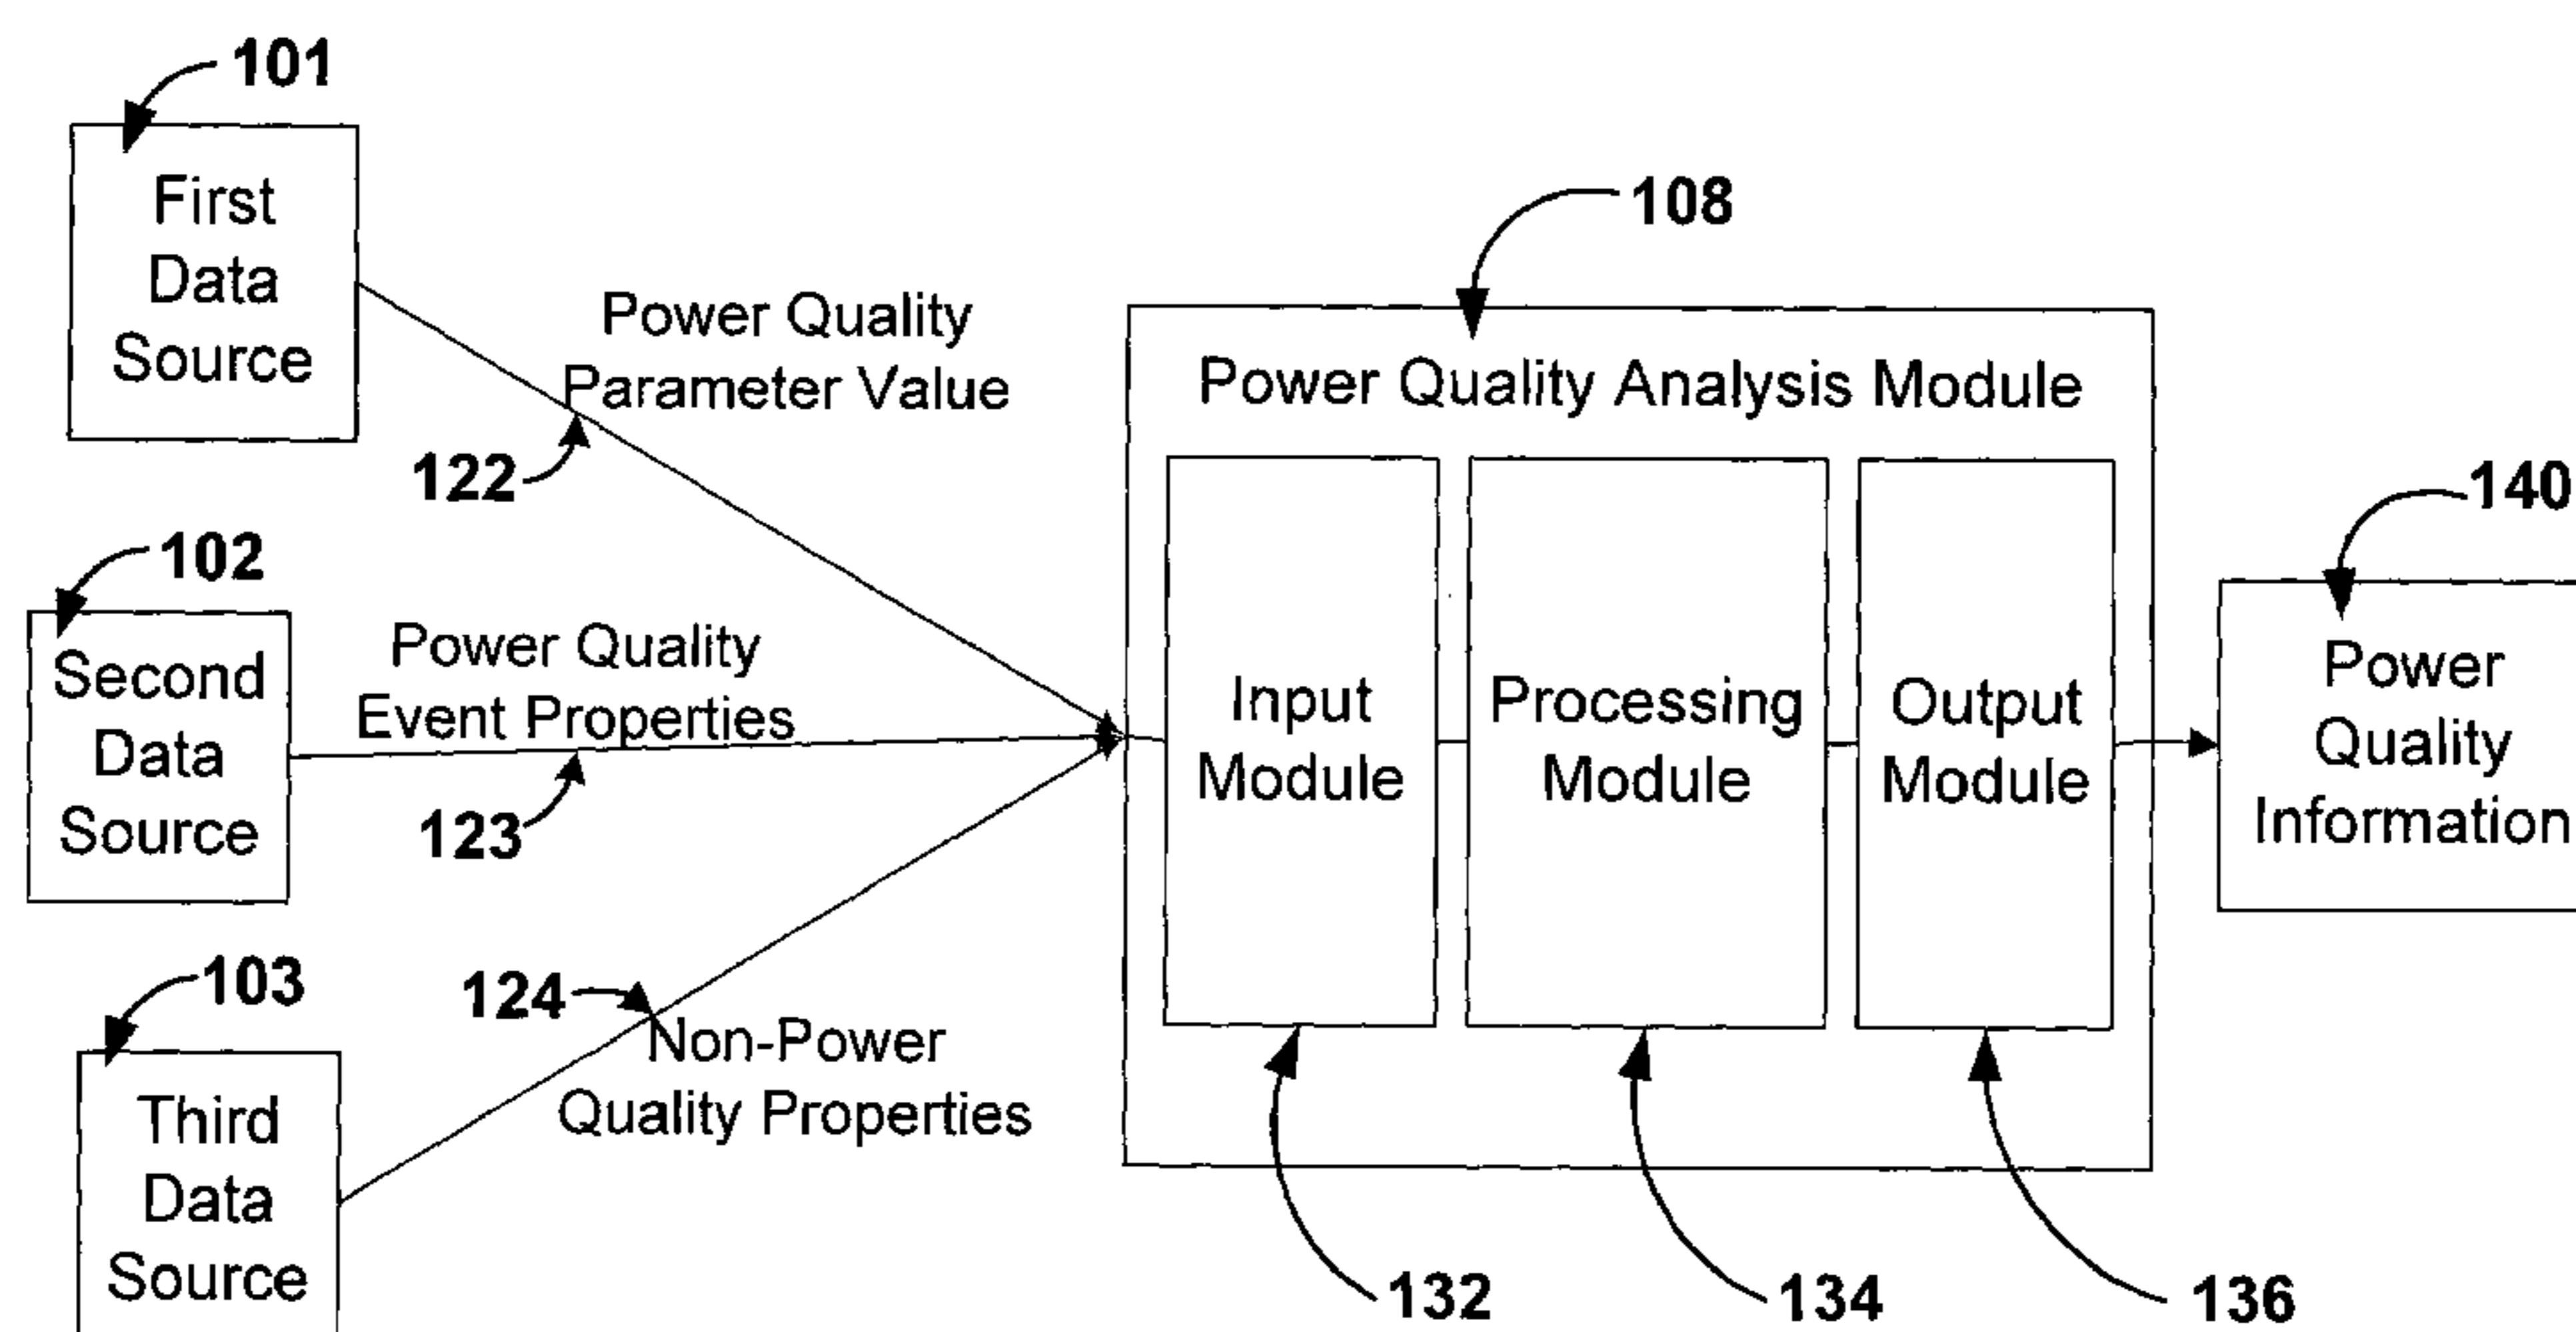 101
First
Data
Source
Power Quality
Parameter Value
122
102
Second
Data
Source
Power Quality
Event Properties
123
103
Third
Data
Source
124
Non-Power
Quality Properties
108
Power Quality Analysis Module
Input
Module
Processing
Module
Output
Module
132
134
136
140
Power
Quality
Information